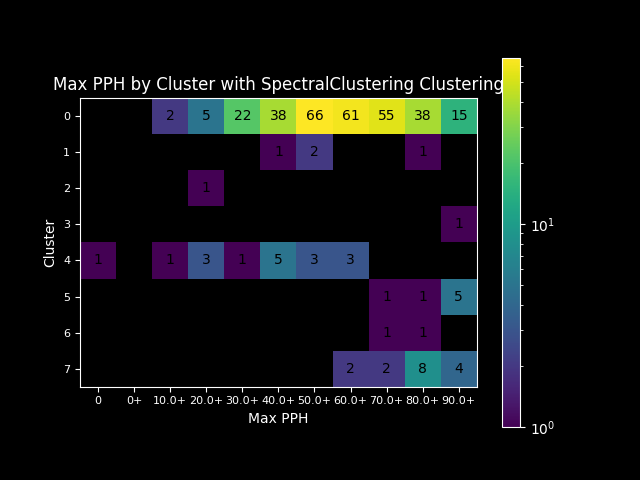 Max PPH by Cluster with SpectralClustering Clustering
0 2 5 22 38 66 61 55 38 15
1 1 2 1
2 1
3 1
4 1 1 3 1 5 3 3
5 1 1 5
6 1 1
7 2 2 8 4
0 0+ 10.0+ 20.0+ 30.0+ 40.0+ 50.0+ 60.0+ 70.0+ 80.0+ 90.0+
Max PPH
Cluster
10¹
10⁰